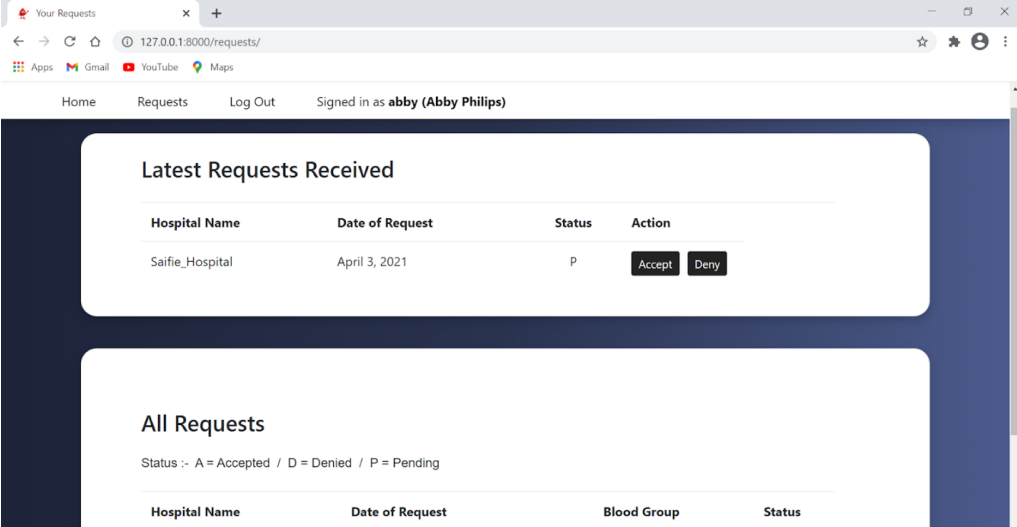 Your Requests
127.0.0.1:8000/requests/
Apps Gmail YouTube Maps
Home Requests Log Out Signed in as abby (Abby Philips)
Latest Requests Received
Hospital Name Date of Request Status Action
Saifie_Hospital April 3, 2021 P Accept Deny
All Requests
Status :- A = Accepted / D = Denied / P = Pending
Hospital Name Date of Request Blood Group Status